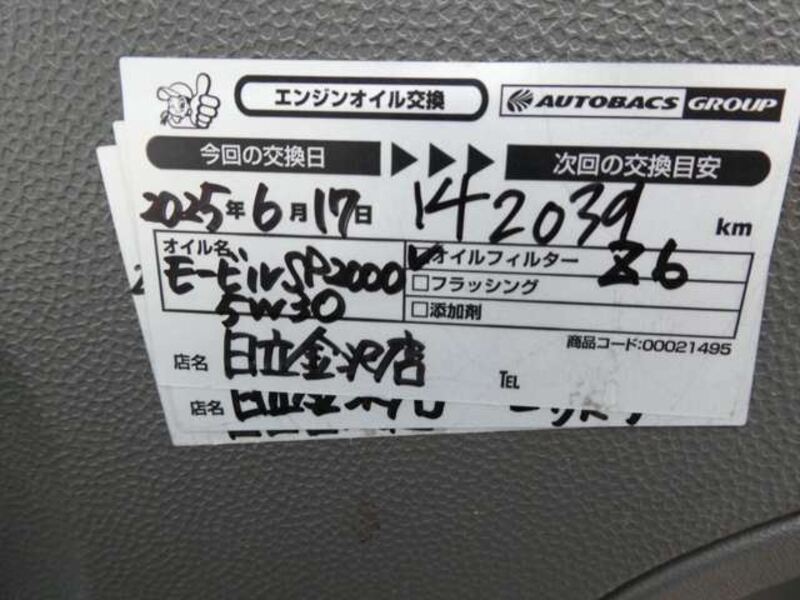 エンジンオイル交換
AUTOBACS GROUP
今回の交換日 次回の交換目安
2025年6月17日 142039 km
オイル名
モービルSP2000
5W30
オイルフィルター Z6
フラッシング
添加剤
商品コード:00021495
店名 日立金沢店 TEL
店名